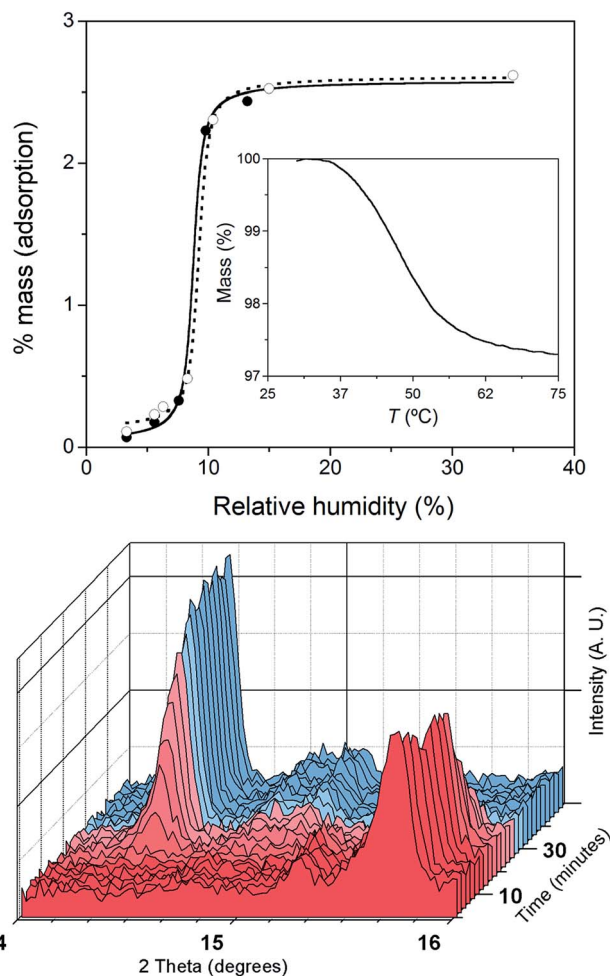 3
2
1
0
% mass (adsorption)
0 10 20 30 40
Relative humidity (%)
100
99
98
97
Mass (%)
25 37 50 62 75
T (ºC)
Intensity (A. U.)
30
10
Time (minutes)
4 15 16
2 Theta (degrees)